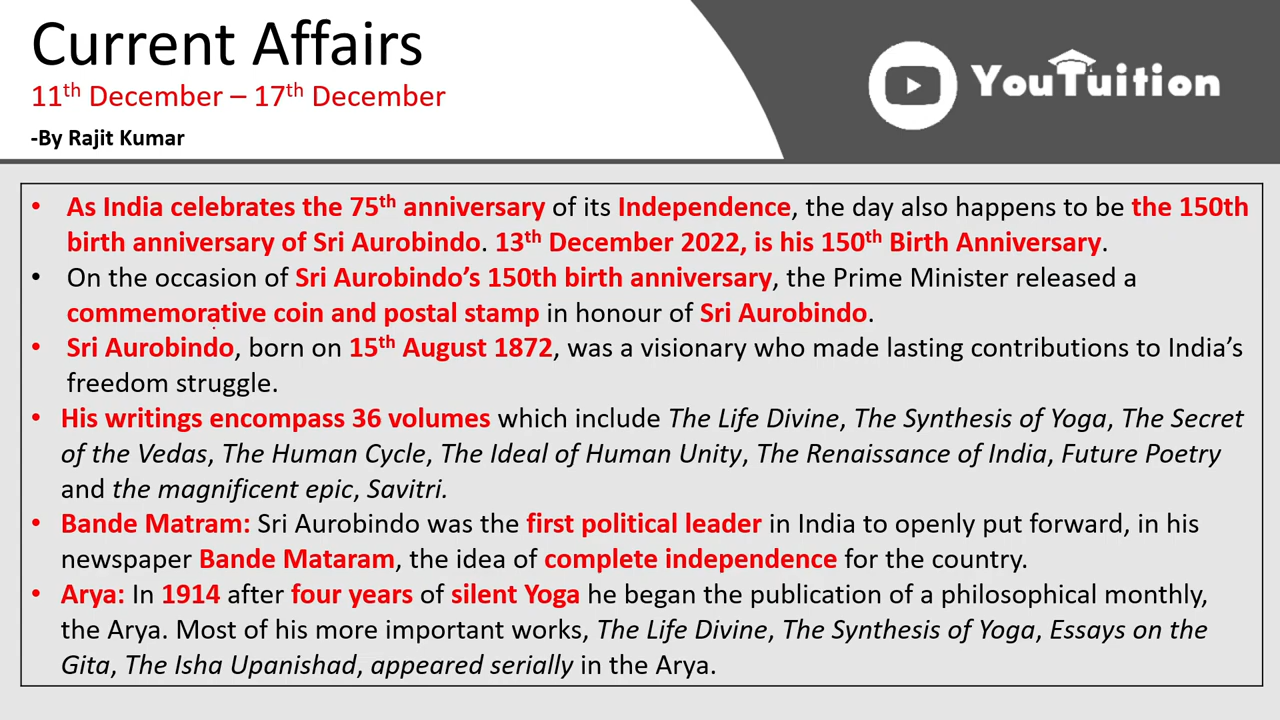 Current Affairs
11th December – 17th December
-By Rajit Kumar
YouTuition
• As India celebrates the 75th anniversary of its Independence, the day also happens to be the 150th
birth anniversary of Sri Aurobindo. 13th December 2022, is his 150th Birth Anniversary.
• On the occasion of Sri Aurobindo’s 150th birth anniversary, the Prime Minister released a
commemorative coin and postal stamp in honour of Sri Aurobindo.
• Sri Aurobindo, born on 15th August 1872, was a visionary who made lasting contributions to India’s
freedom struggle.
• His writings encompass 36 volumes which include The Life Divine, The Synthesis of Yoga, The Secret
of the Vedas, The Human Cycle, The Ideal of Human Unity, The Renaissance of India, Future Poetry
and the magnificent epic, Savitri.
• Bande Matram: Sri Aurobindo was the first political leader in India to openly put forward, in his
newspaper Bande Mataram, the idea of complete independence for the country.
• Arya: In 1914 after four years of silent Yoga he began the publication of a philosophical monthly,
the Arya. Most of his more important works, The Life Divine, The Synthesis of Yoga, Essays on the
Gita, The Isha Upanishad, appeared serially in the Arya.